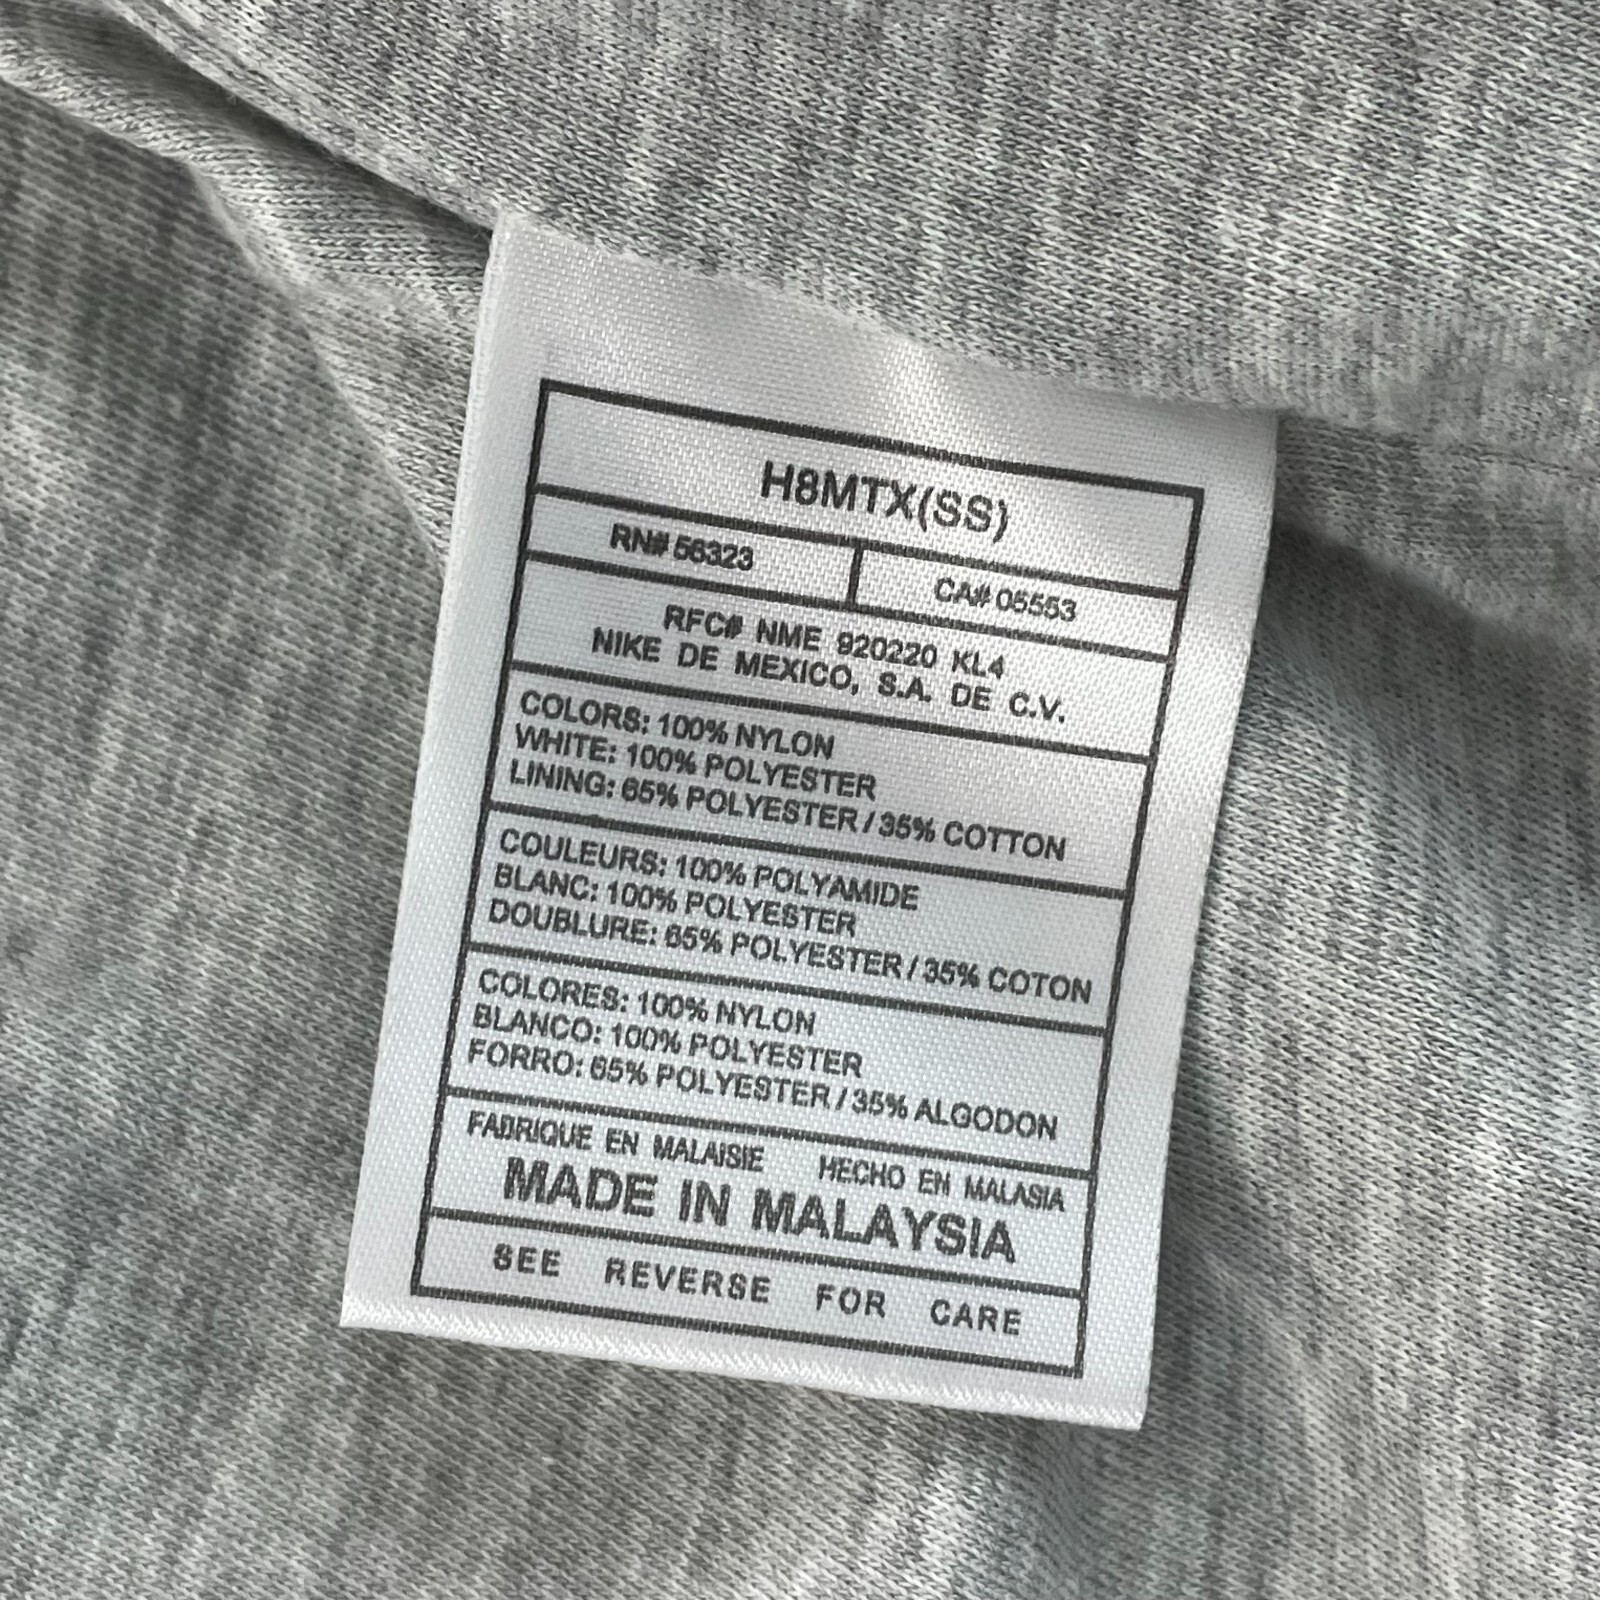 H8MTX(SS)
RN# 56323
CA# 05553
RFC# NME 920220 KL4
NIKE DE MEXICO, S.A. DE C.V.
COLORS: 100% NYLON
WHITE: 100% POLYESTER
LINING: 65% POLYESTER / 35% COTTON
COULEURS: 100% POLYAMIDE
BLANC: 100% POLYESTER
DOUBLURE: 65% POLYESTER / 35% COTON
COLORES: 100% NYLON
BLANCO: 100% POLYESTER
FORRO: 65% POLYESTER / 35% ALGODON
FABRIQUE EN MALAISIE HECHO EN MALASIA
MADE IN MALAYSIA
SEE REVERSE FOR CARE